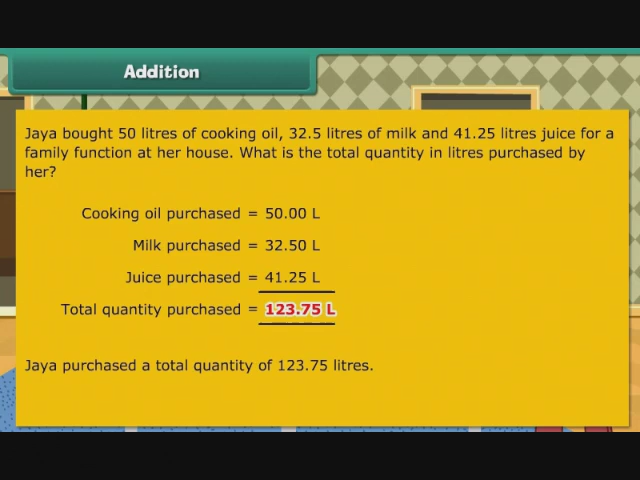 Addition
Jaya bought 50 litres of cooking oil, 32.5 litres of milk and 41.25 litres juice for a
family function at her house. What is the total quantity in litres purchased by
her?
Cooking oil purchased = 50.00 L
Milk purchased = 32.50 L
Juice purchased = 41.25 L
Total quantity purchased = 123.75 L
Jaya purchased a total quantity of 123.75 litres.